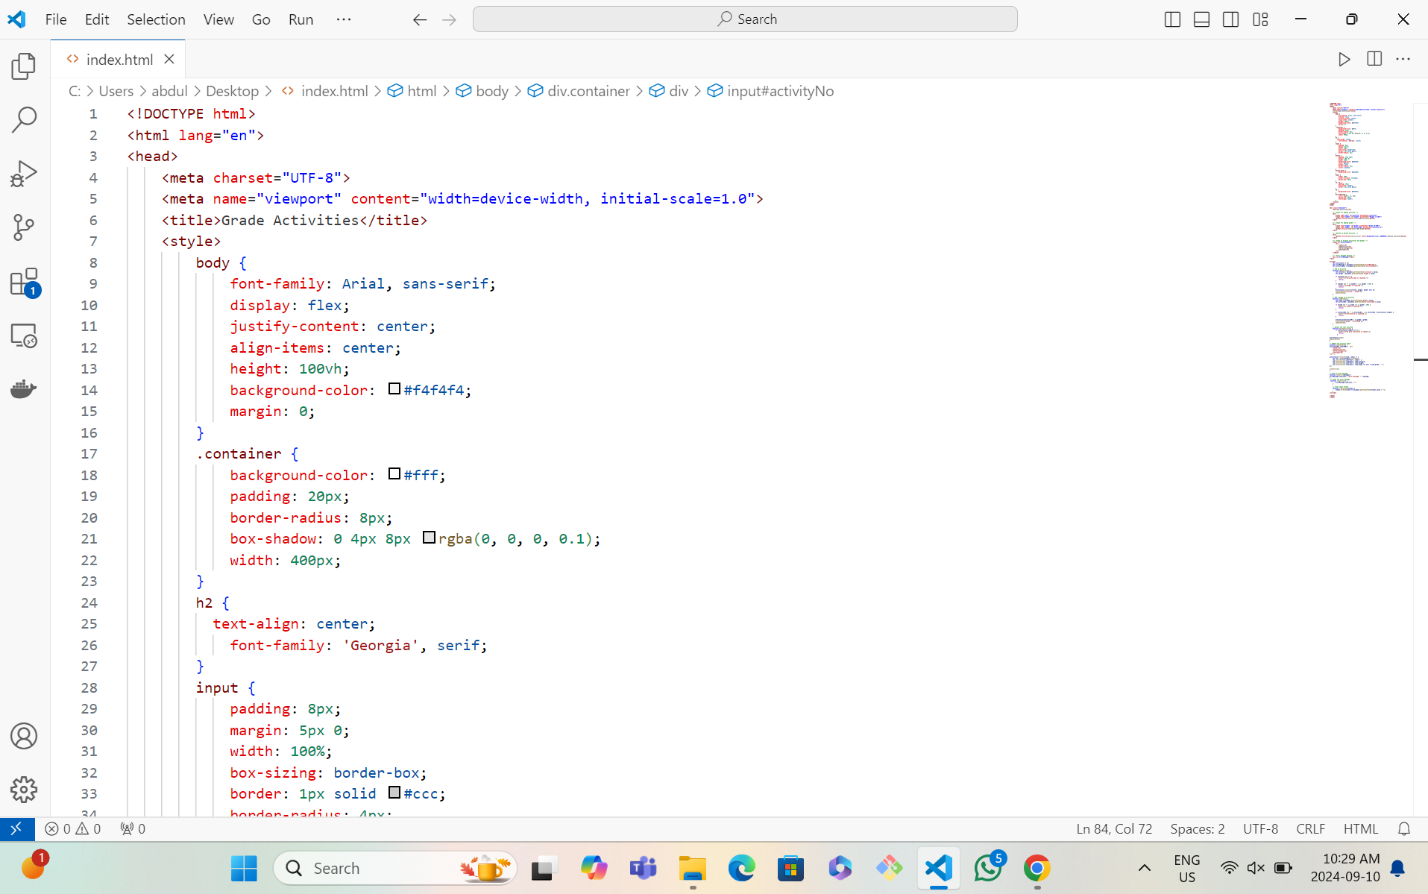 File Edit Selection View Go Run ··· Search
index.html
C: > Users > abdul > Desktop > index.html > html > body > div.container > div > input#activityNo
1 <!DOCTYPE html>
2 <html lang="en">
3 <head>
4 <meta charset="UTF-8">
5 <meta name="viewport" content="width=device-width, initial-scale=1.0">
6 <title>Grade Activities</title>
7 <style>
8 body {
9 font-family: Arial, sans-serif;
10 display: flex;
11 justify-content: center;
12 align-items: center;
13 height: 100vh;
14 background-color: #f4f4f4;
15 margin: 0;
16 }
17 .container {
18 background-color: #fff;
19 padding: 20px;
20 border-radius: 8px;
21 box-shadow: 0 4px 8px rgba(0, 0, 0, 0.1);
22 width: 400px;
23 }
24 h2 {
25 text-align: center;
26 font-family: 'Georgia', serif;
27 }
28 input {
29 padding: 8px;
30 margin: 5px 0;
31 width: 100%;
32 box-sizing: border-box;
33 border: 1px solid #ccc;
34 border-radius: 4px;
1
0 0 0 Ln 84, Col 72 Spaces: 2 UTF-8 CRLF HTML
1 Search 5 ENG US 10:29 AM 2024-09-10